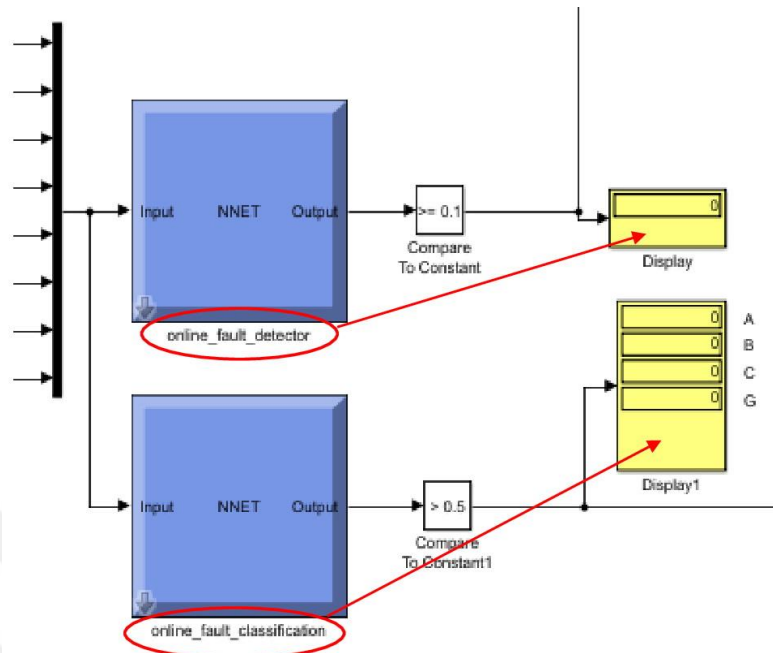 Input NNET Output
>= 0.1
Compare
To Constant
0
Display
online_fault_detector
0 A
0 B
0 C
0 G
Display1
Input NNET Output
> 0.5
Compare
To Constant1
online_fault_classification